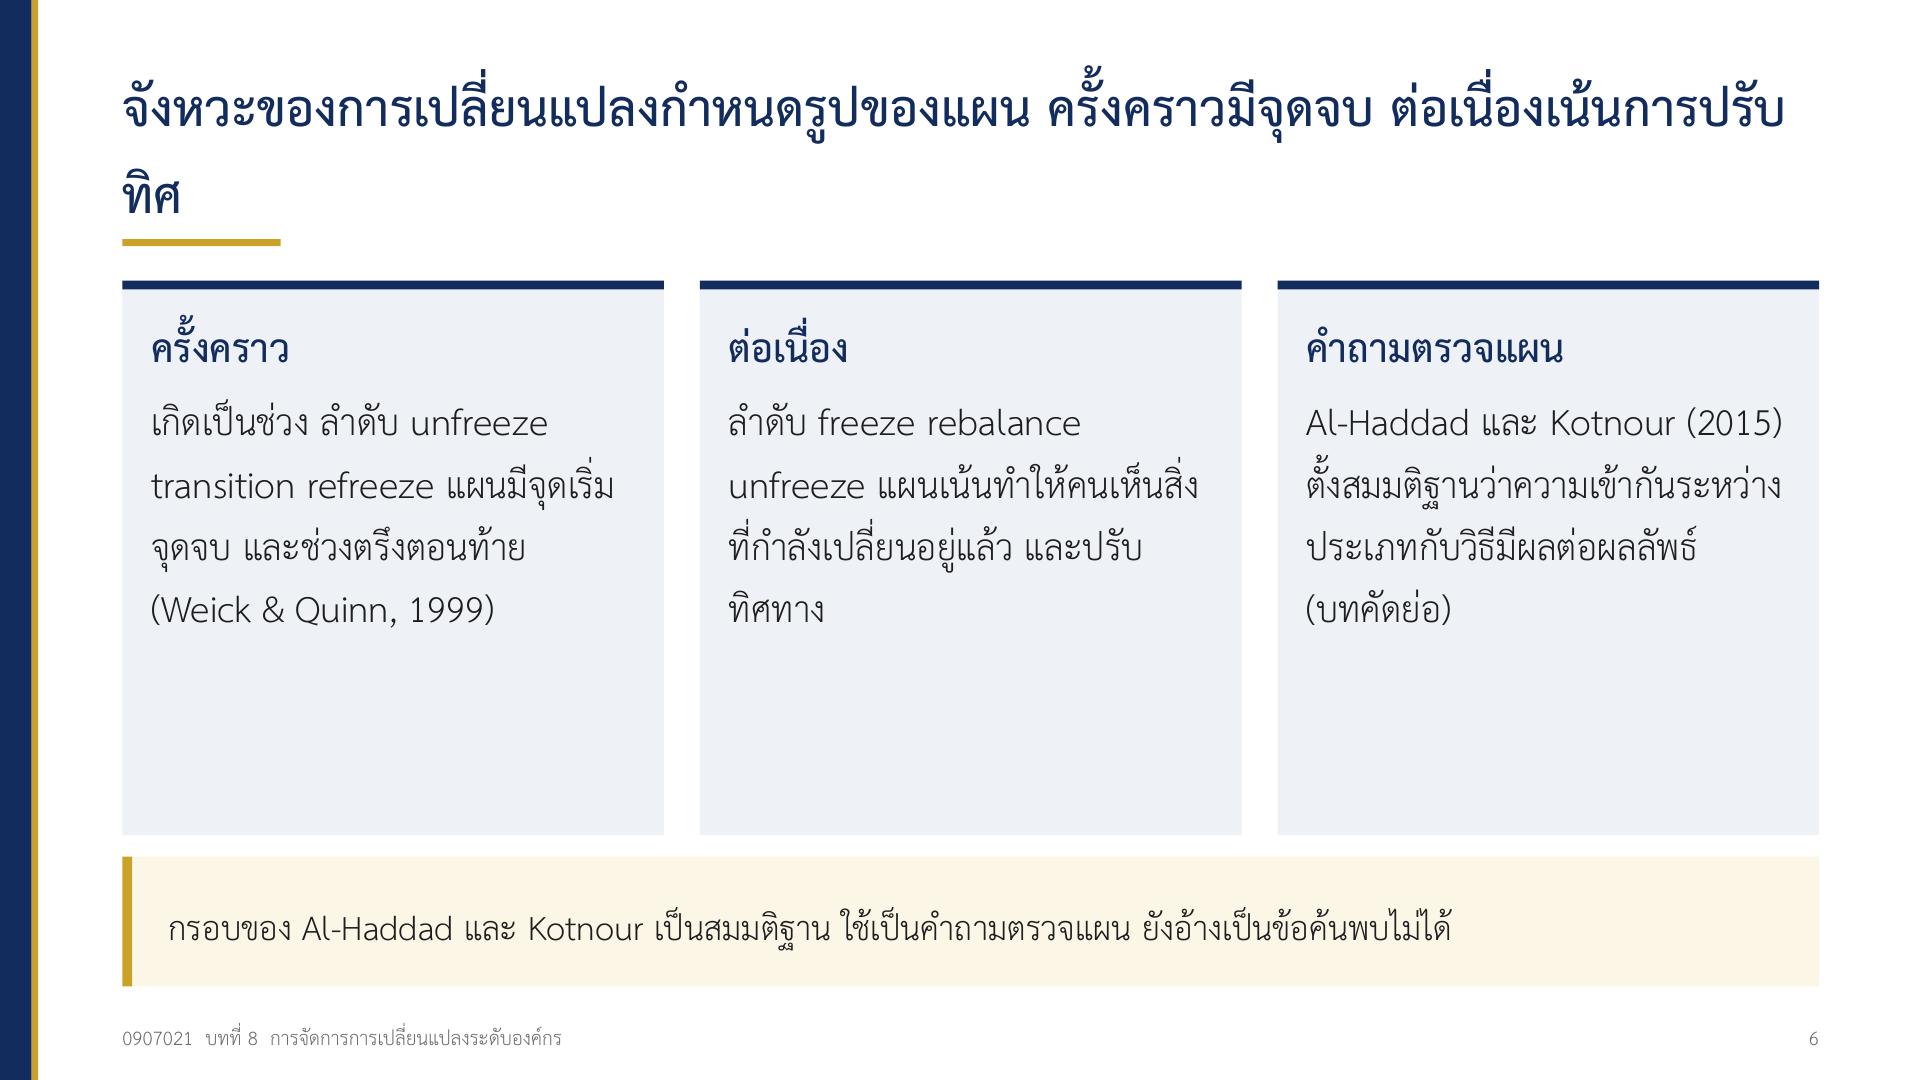 จังหวะของการเปลี่ยนแปลงกำหนดรูปของแผน ครั้งคราวมีจุดจบ ต่อเนื่องเน้นการปรับ
ทิศ
ครั้งคราว
เกิดเป็นช่วง ลำดับ unfreeze
transition refreeze แผนมีจุดเริ่ม
จุดจบ และช่วงตรึงตอนท้าย
(Weick & Quinn, 1999)
ต่อเนื่อง
ลำดับ freeze rebalance
unfreeze แผนเน้นทำให้คนเห็นสิ่ง
ที่กำลังเปลี่ยนอยู่แล้ว และปรับ
ทิศทาง
คำถามตรวจแผน
Al-Haddad และ Kotnour (2015)
ตั้งสมมติฐานว่าความเข้ากันระหว่าง
ประเภทกับวิธีมีผลต่อผลลัพธ์
(บทคัดย่อ)
กรอบของ Al-Haddad และ Kotnour เป็นสมมติฐาน ใช้เป็นคำถามตรวจแผน ยังอ้างเป็นข้อค้นพบไม่ได้
0907021 บทที่ 8 การจัดการการเปลี่ยนแปลงระดับองค์กร
6